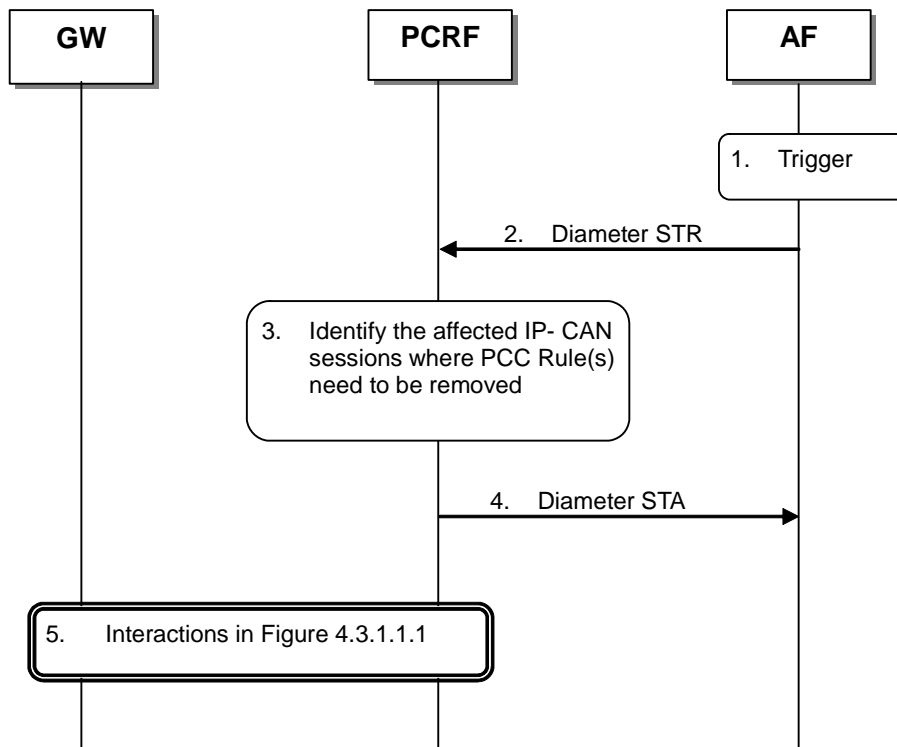 GW
PCRF
AF
1. Trigger
2. Diameter STR
3. Identify the affected IP- CAN
sessions where PCC Rule(s)
need to be removed
4. Diameter STA
5. Interactions in Figure 4.3.1.1.1